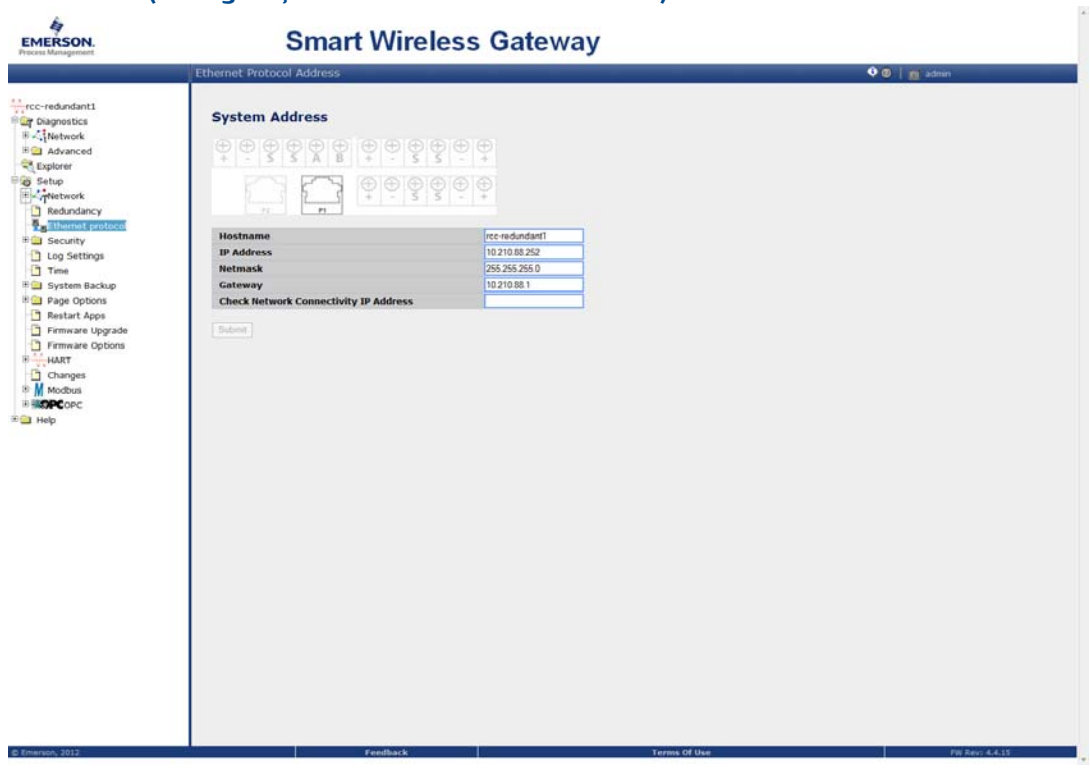 EMERSON.
Process Management
Smart Wireless Gateway
Ethernet Protocol Address
admin
rcc-redundant1
Diagnostics
Network
Advanced
Explorer
Setup
Network
Redundancy
Ethernet protocol
Security
Log Settings
Time
System Backup
Page Options
Restart Apps
Firmware Upgrade
Firmware Options
HART
Changes
M Modbus
OPC OPC
Help
System Address
+ - S S A B + - S S - +
P1
+ - S S - +
Hostname rcc-redundant1
IP Address 10.210.88.252
Netmask 255.255.255.0
Gateway 10.210.88.1
Check Network Connectivity IP Address
Submit
© Emerson, 2012
Feedback
Terms Of Use
FW Rev: 4.4.15